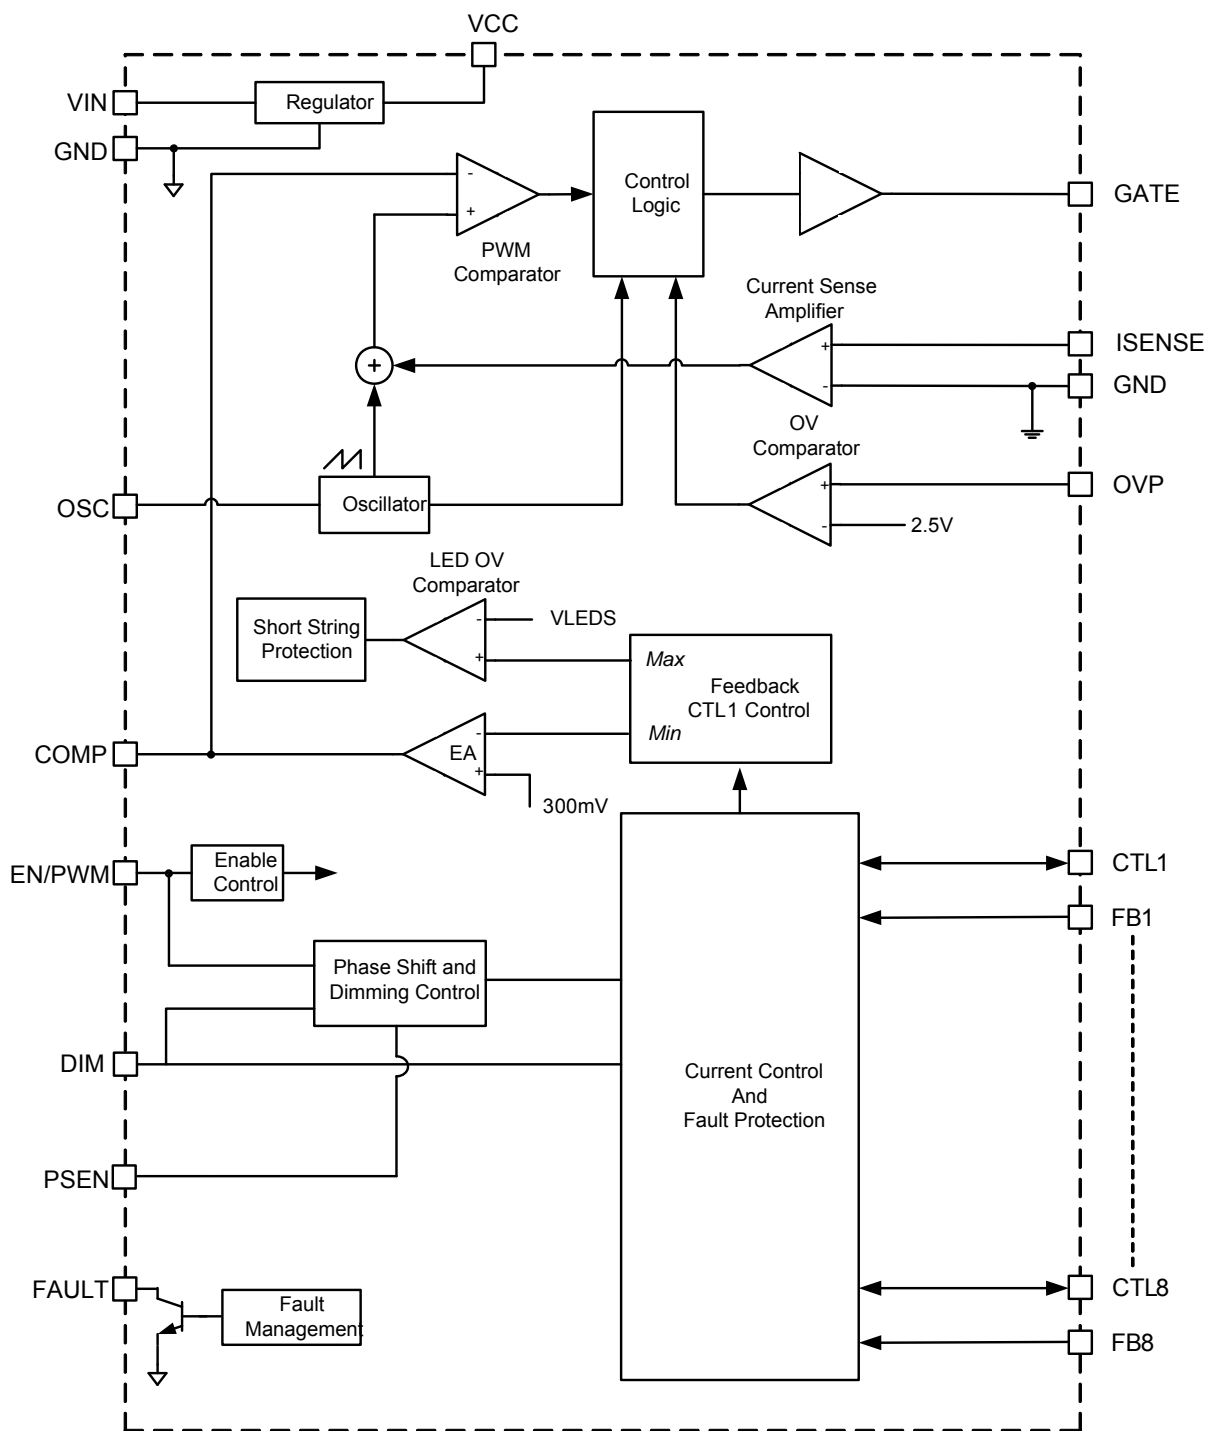 VCC
VIN
Regulator
GND
-
+
PWM
Comparator
Control
Logic
GATE
Current Sense
Amplifier
+
-
ISENSE
GND
+
OV
Comparator
+
-
2.5V
OVP
OSC
Oscillator
LED OV
Comparator
-
+
VLEDS
Short String
Protection
Max
Min
Feedback
CTL1 Control
COMP
EA
-
+
300mV
EN/PWM
Enable
Control
CTL1
FB1
Phase Shift and
Dimming Control
DIM
Current Control
And
Fault Protection
PSEN
FAULT
Fault
Management
CTL8
FB8